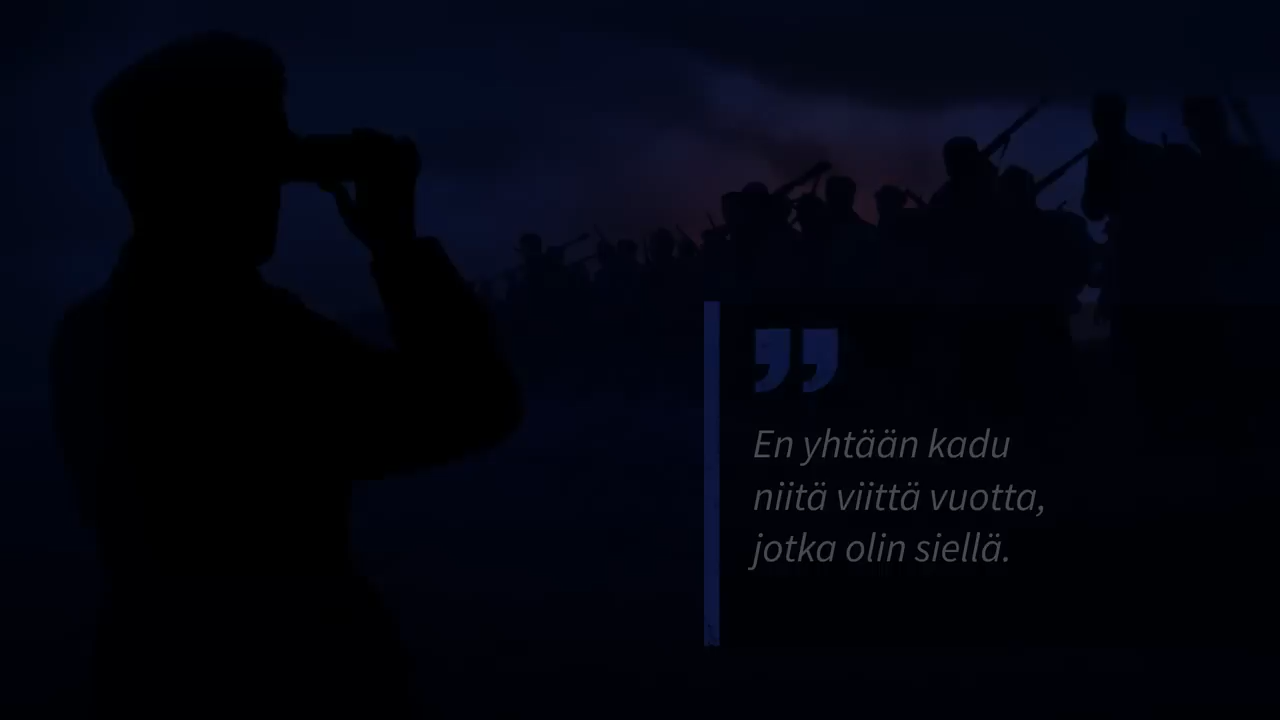 ”
En yhtään kadu
niitä viittä vuotta,
jotka olin siellä.